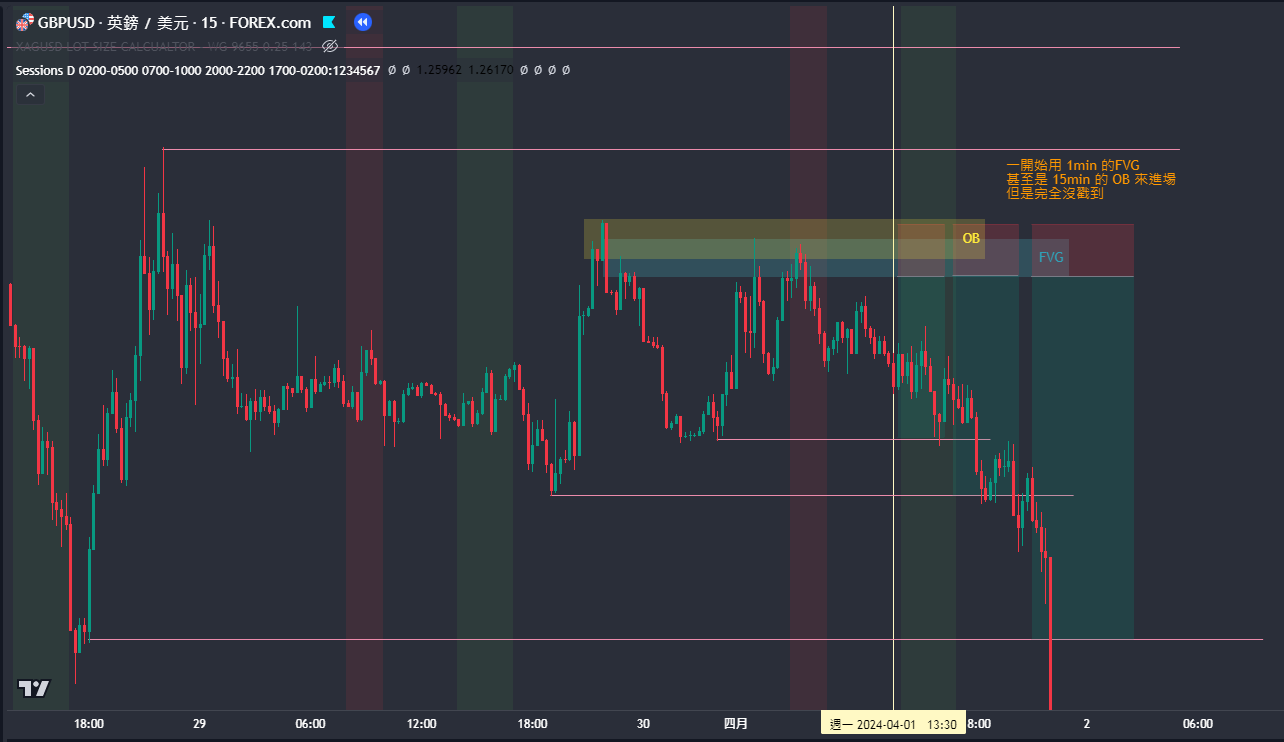 GBPUSD · 英鎊 / 美元 · 15 · FOREX.com
XAGUSD LOT SIZE CALCUALTOR WG 9655 0.25 143
Sessions D 0200-0500 0700-1000 2000-2200 1700-0200:1234567 ∅ ∅ 1.25962 1.26170 ∅ ∅ ∅ ∅
一開始用 1min 的FVG
甚至是 15min 的 OB 來進場
但是完全沒戳到
OB
FVG
18:00 29 06:00 12:00 18:00 30 四月 週一 2024-04-01 13:30 8:00 2 06:00